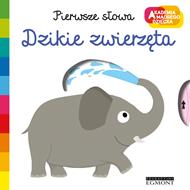 Pierwsze słowa
AKADEMIA
MĄDREGO
DZIECKA
Dzikie zwierzęta
EGMONT